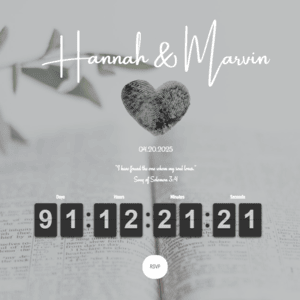 Hannah & Marvin
04.20.2025
"I have found the one whom my soul loves."
Song of Solomon 3:4
Days Hours Minutes Seconds
91:12:21:21
RSVP